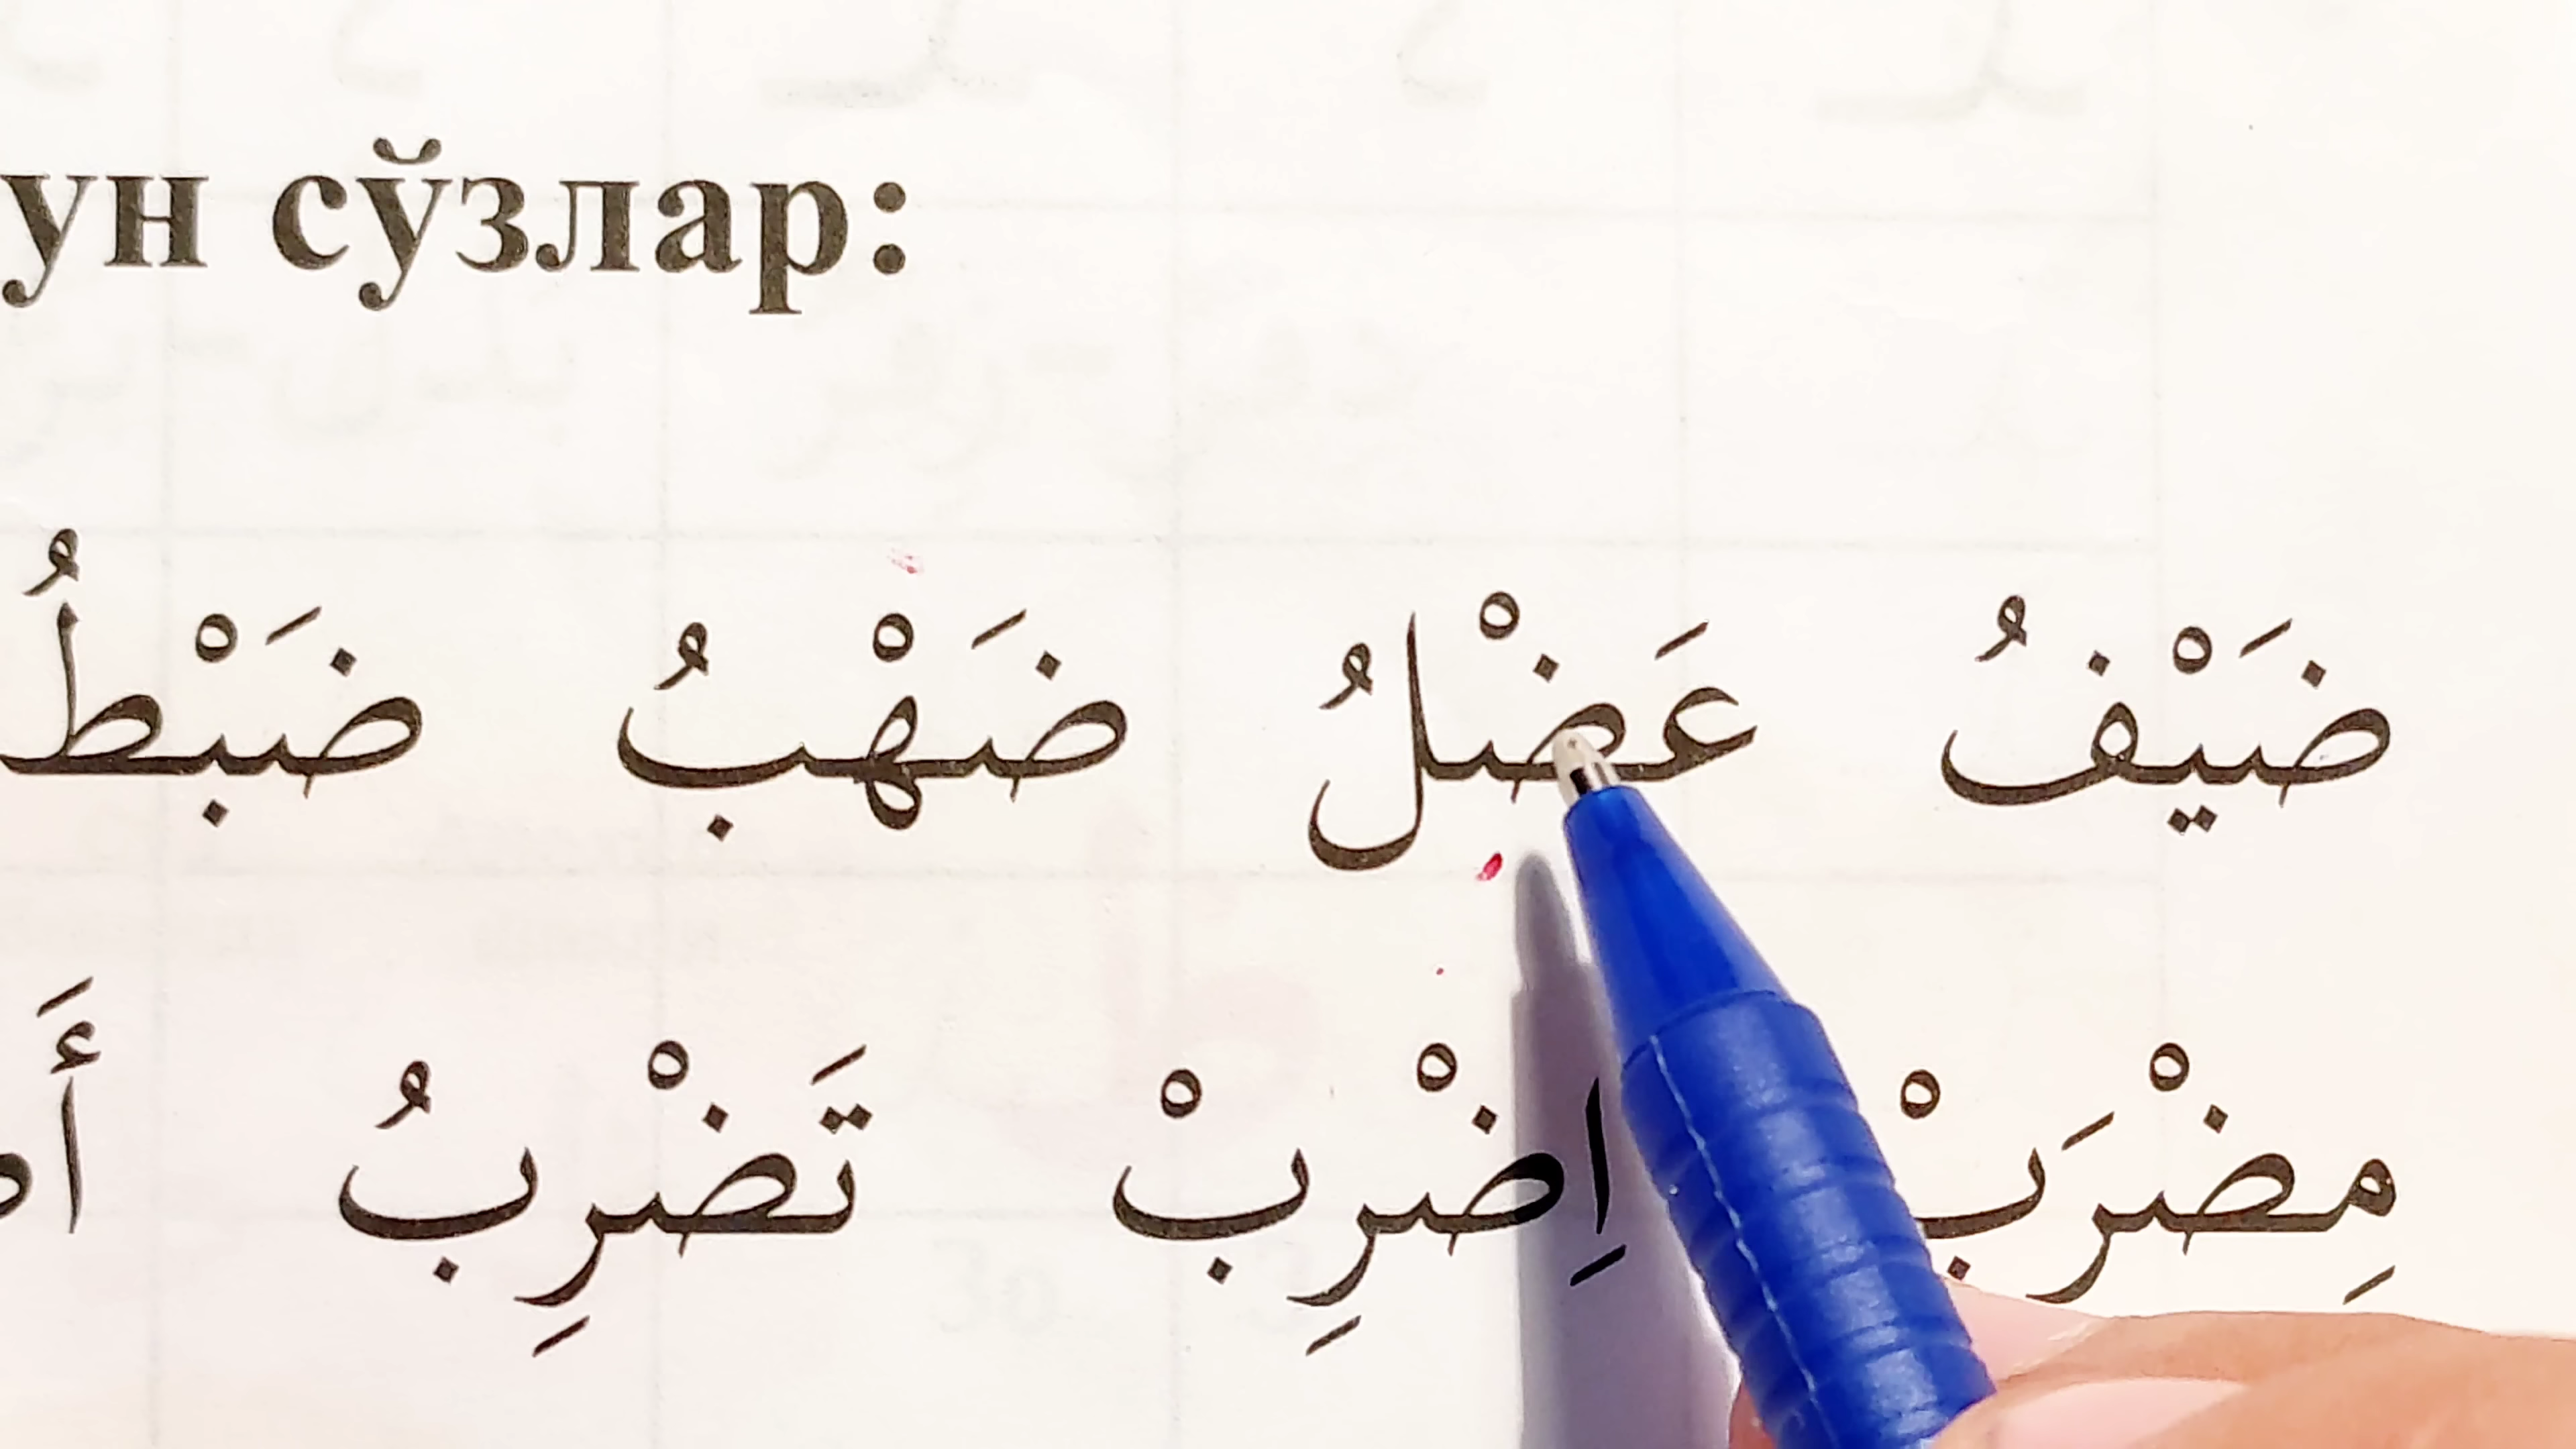 ун сўзлар:
ضَيْفُ عَضْلُ ضَهْبُ ضَبْطُ
مِضْرَبْ اِضْرِبْ تَضْرِبُ